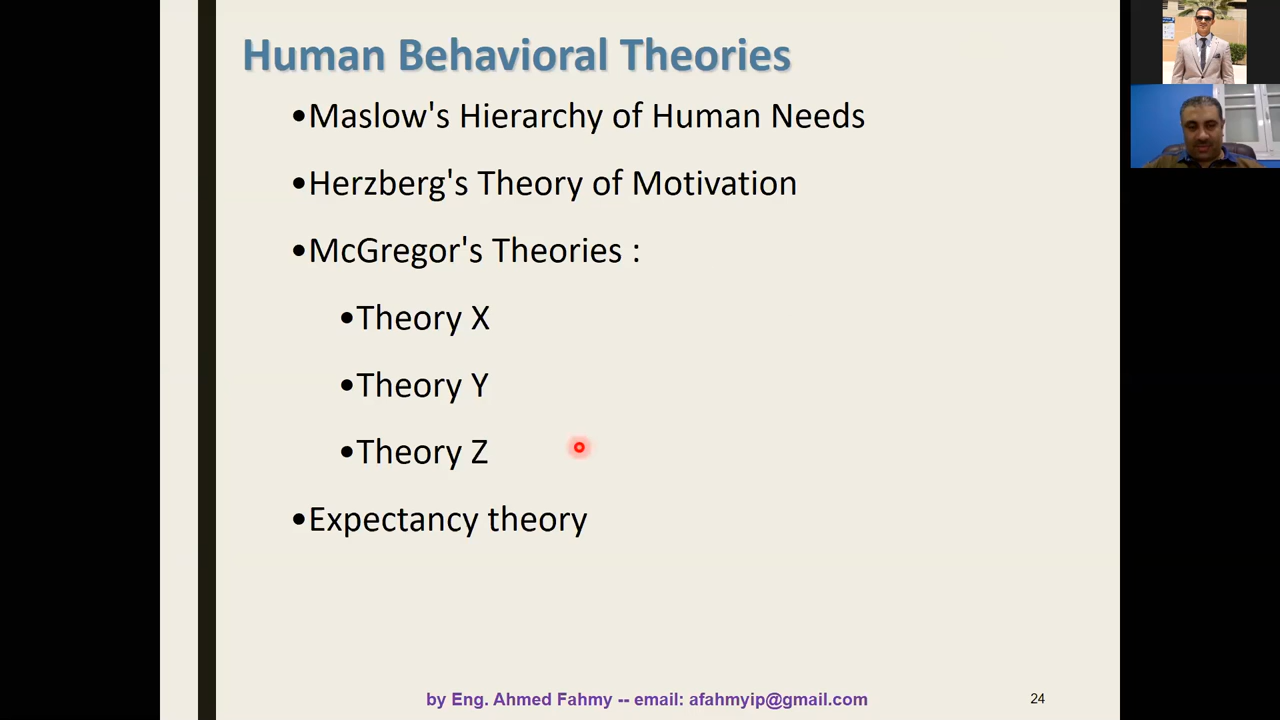 Human Behavioral Theories
•Maslow's Hierarchy of Human Needs
•Herzberg's Theory of Motivation
•McGregor's Theories :
•Theory X
•Theory Y
•Theory Z
•Expectancy theory
by Eng. Ahmed Fahmy -- email: afahmyip@gmail.com
24